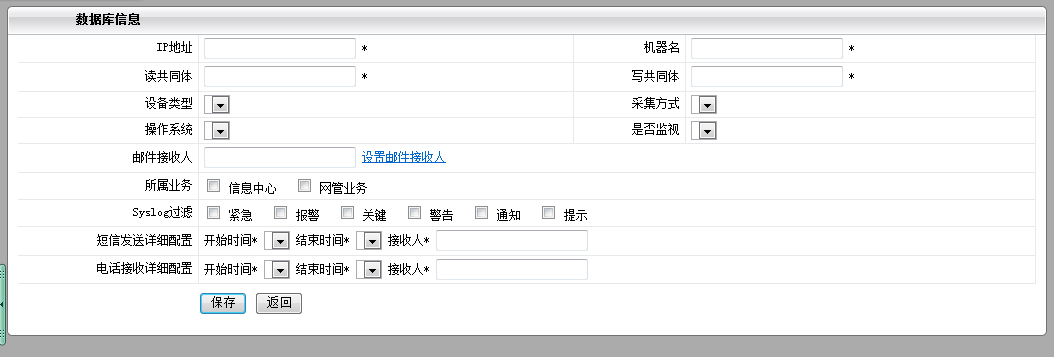 数据库信息
IP地址 * 机器名 *
读共同体 * 写共同体 *
设备类型 采集方式
操作系统 是否监视
邮件接收人 设置邮件接收人
所属业务 信息中心 网管业务
Syslog过滤 紧急 报警 关键 警告 通知 提示
短信发送详细配置 开始时间* 结束时间* 接收人*
电话接收详细配置 开始时间* 结束时间* 接收人*
保存 返回